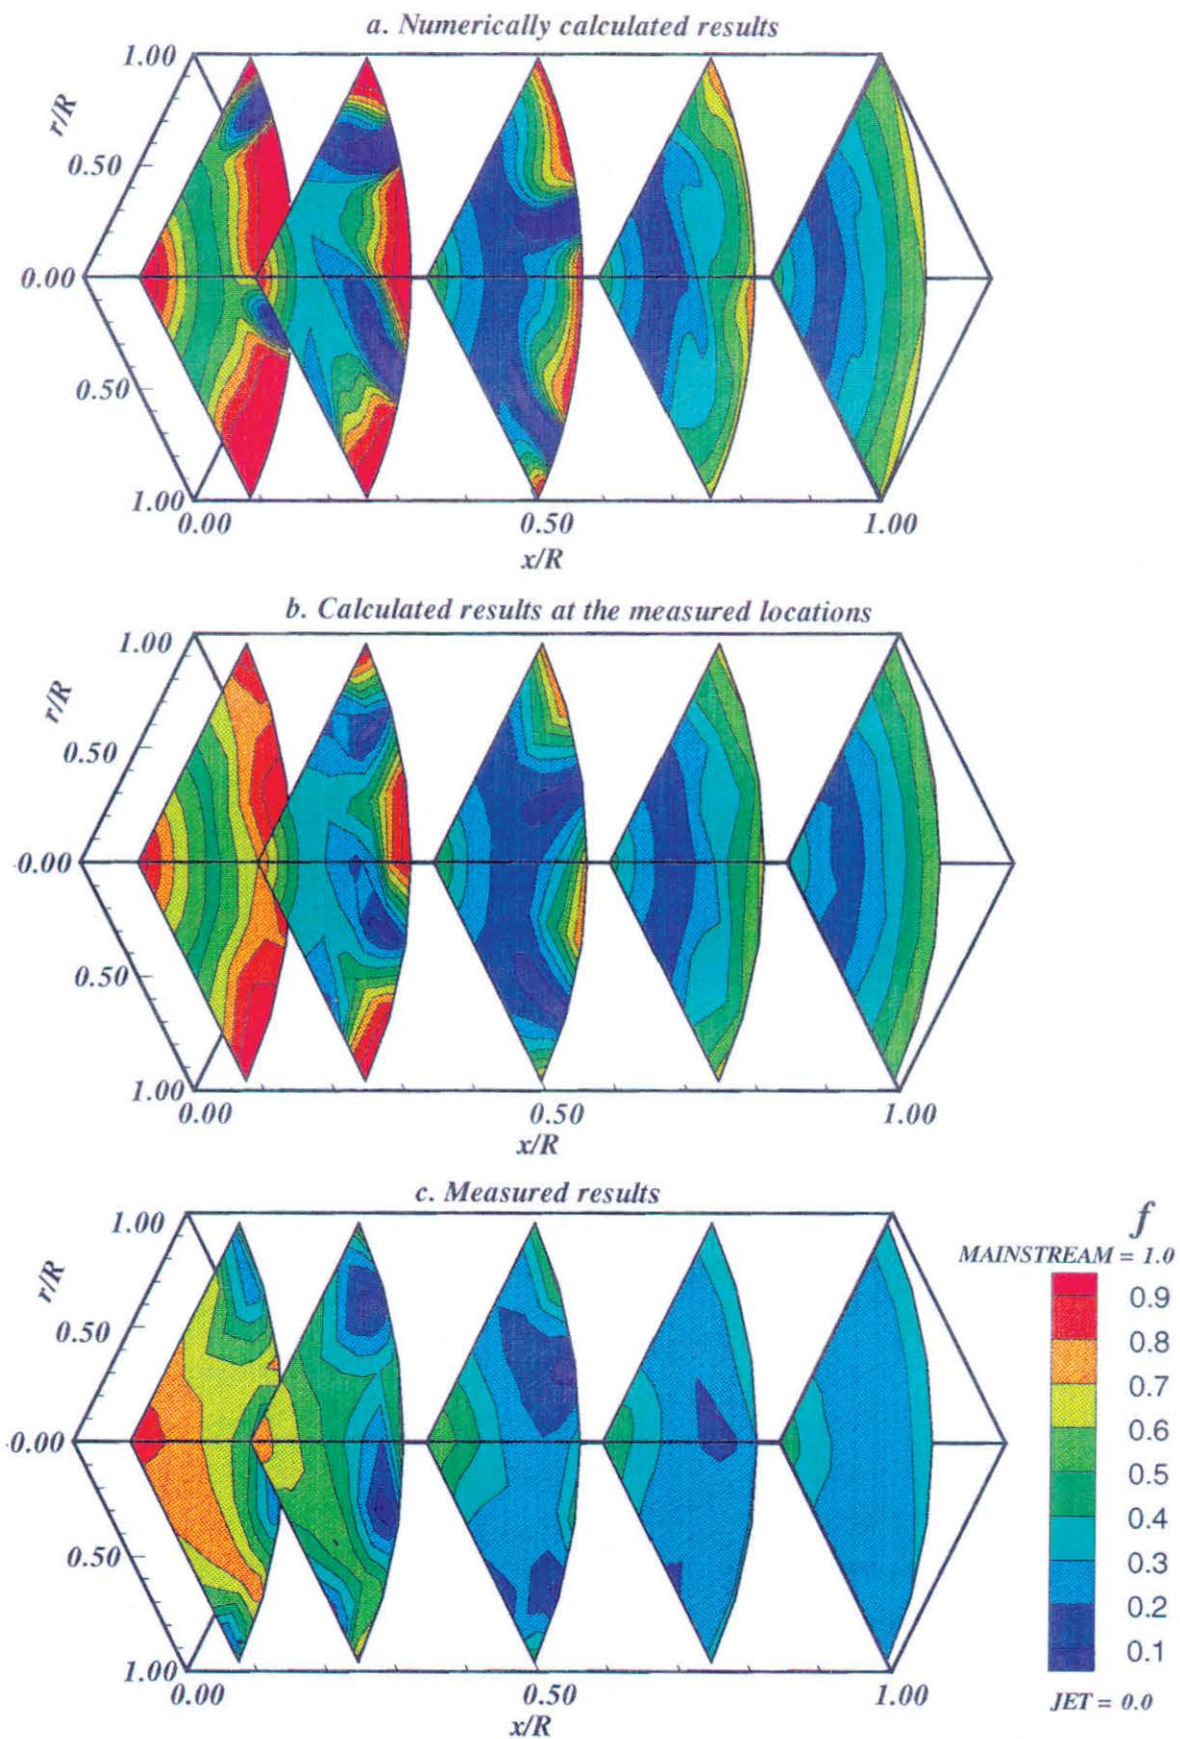 a. Numerically calculated results
1.00
r/R
0.50
0.00
0.50
1.00
0.00 0.50 1.00
x/R
b. Calculated results at the measured locations
1.00
r/R
0.50
-0.00
0.50
1.00
0.00 0.50 1.00
x/R
c. Measured results
1.00
r/R
0.50
-0.00
0.50
1.00
0.00 0.50 1.00
x/R
f
MAINSTREAM = 1.0
0.9
0.8
0.7
0.6
0.5
0.4
0.3
0.2
0.1
JET = 0.0